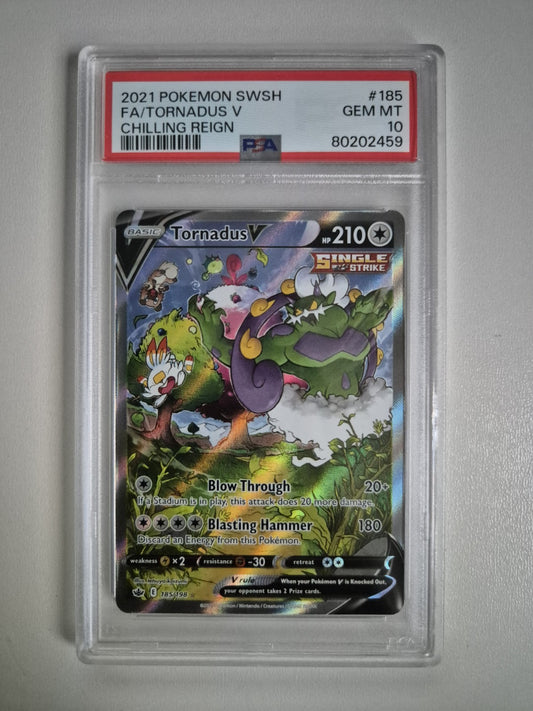 2021 POKEMON SWSH #185
FA/TORNADUS V GEM MT
CHILLING REIGN 10
PSA 80202459
BASIC Tornadus V HP 210
SINGLE STRIKE
Blow Through 20+
If a Stadium is in play, this attack does 20 more damage.
Blasting Hammer 180
Discard an Energy from this Pokémon.
weakness ×2 resistance -30 retreat
V rule When your Pokémon V is Knocked Out,
your opponent takes 2 Prize cards.
185/198
PSA